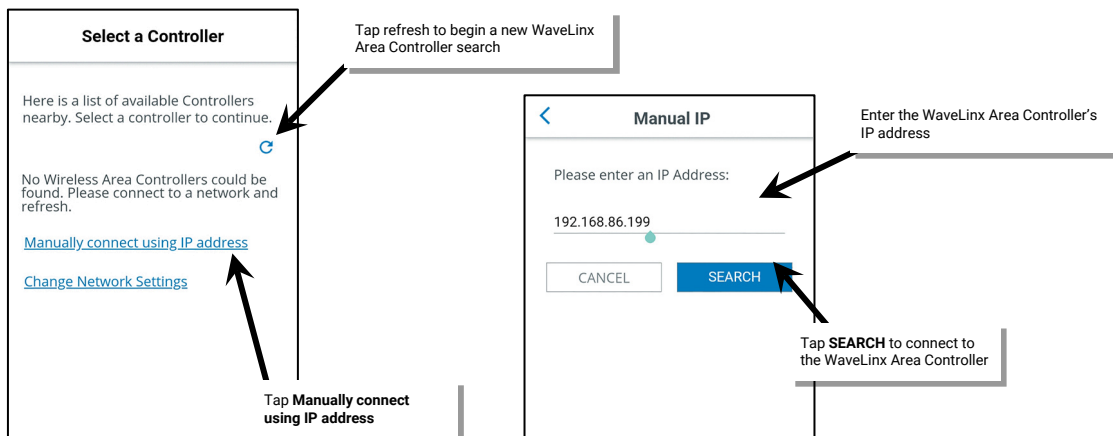 Select a Controller
Here is a list of available Controllers
nearby. Select a controller to continue.
No Wireless Area Controllers could be
found. Please connect to a network and
refresh.
Manually connect using IP address
Change Network Settings
Tap refresh to begin a new WaveLinx
Area Controller search
Tap Manually connect
using IP address
Manual IP
Please enter an IP Address:
192.168.86.199
CANCEL
SEARCH
Enter the WaveLinx Area Controller's
IP address
Tap SEARCH to connect to
the WaveLinx Area Controller